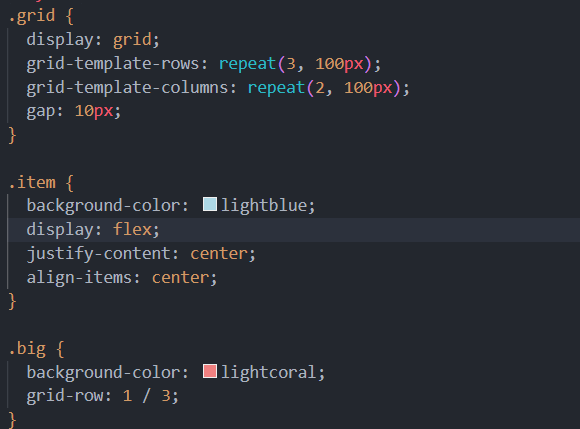 .grid {
  display: grid;
  grid-template-rows: repeat(3, 100px);
  grid-template-columns: repeat(2, 100px);
  gap: 10px;
}

.item {
  background-color: lightblue;
  display: flex;
  justify-content: center;
  align-items: center;
}

.big {
  background-color: lightcoral;
  grid-row: 1 / 3;
}